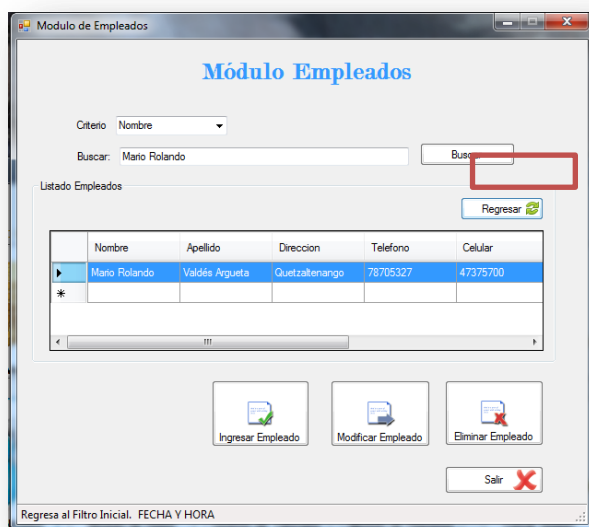 Modulo de Empleados
Módulo Empleados
Criterio Nombre
Buscar: Mario Rolando Buscar
Listado Empleados
Regresar
Nombre Apellido Direccion Telefono Celular
Mario Rolando Valdés Argueta Quetzaltenango 78705327 47375700
Ingresar Empleado Modificar Empleado Eliminar Empleado
Salir
Regresa al Filtro Inicial. FECHA Y HORA